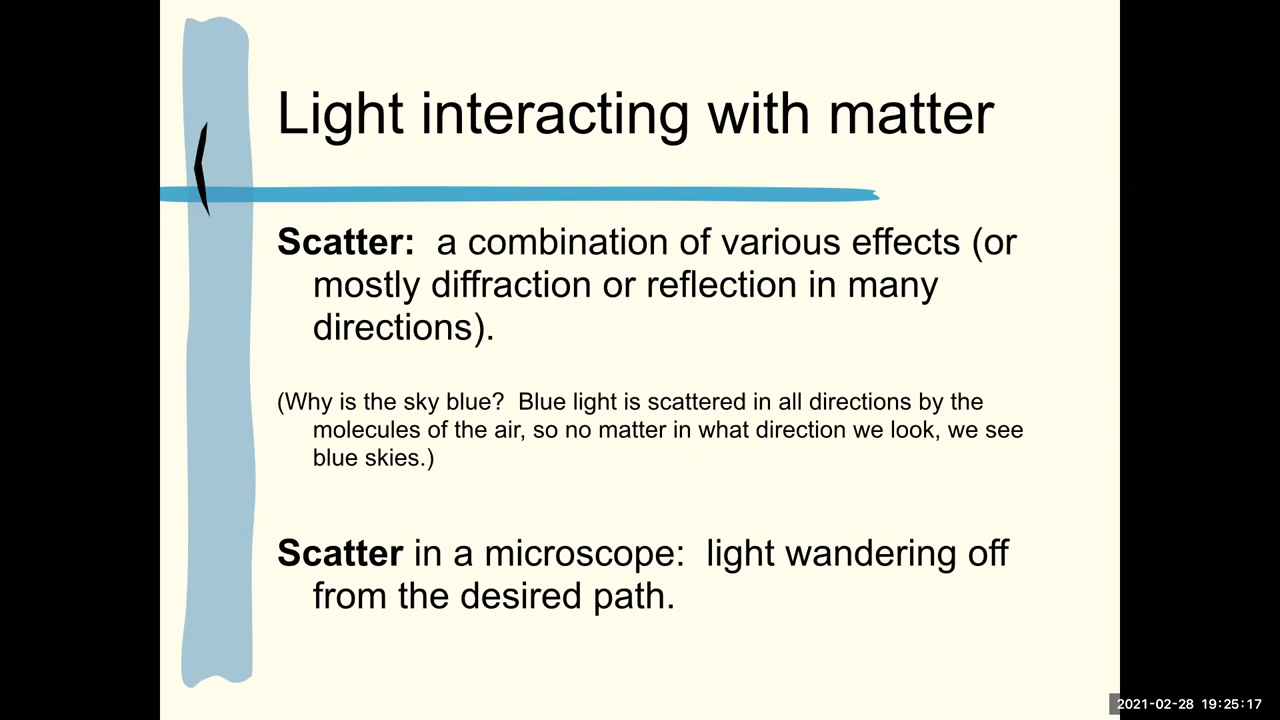 Light interacting with matter
Scatter:  a combination of various effects (or
mostly diffraction or reflection in many
directions).
(Why is the sky blue?  Blue light is scattered in all directions by the
molecules of the air, so no matter in what direction we look, we see
blue skies.)
Scatter in a microscope:  light wandering off
from the desired path.
2021-02-28 19:25:17